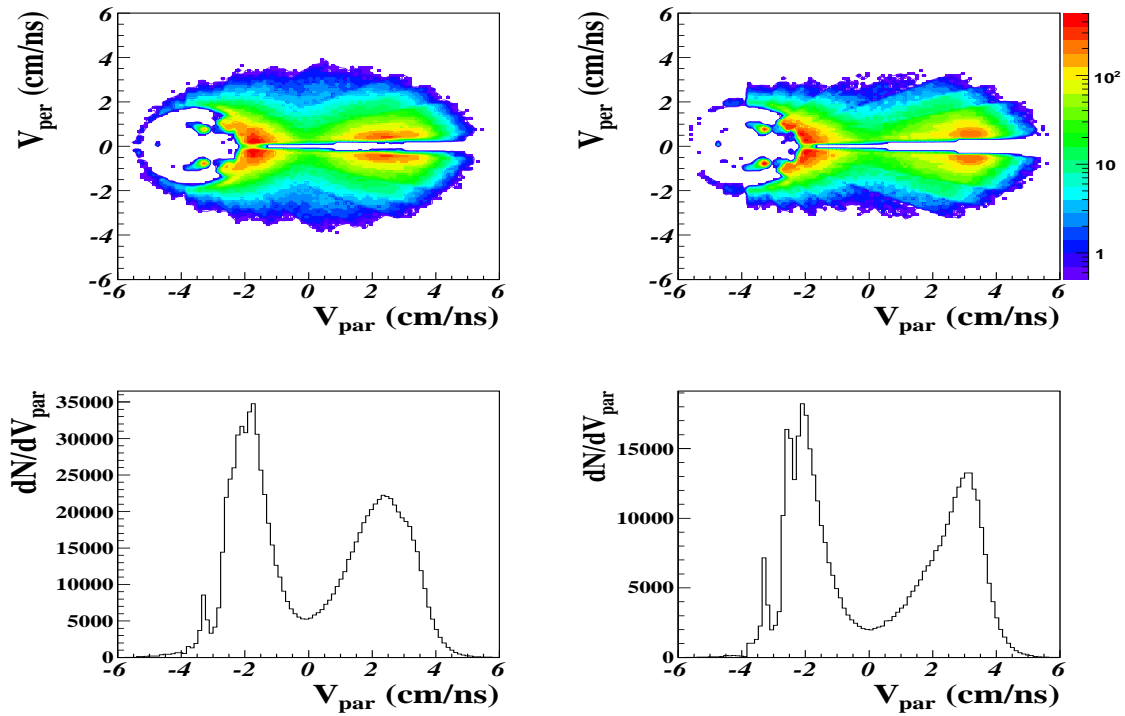 V_per (cm/ns)
6
4
2
0
-2
-4
-6
-6 -4 -2 0 2 4 6
V_par (cm/ns)
V_per (cm/ns)
6
4
2
0
-2
-4
-6
-6 -4 -2 0 2 4 6
V_par (cm/ns)
10^2
10
1
dN/dV_par
35000
30000
25000
20000
15000
10000
5000
0
-6 -4 -2 0 2 4 6
V_par (cm/ns)
dN/dV_par
15000
10000
5000
0
-6 -4 -2 0 2 4 6
V_par (cm/ns)